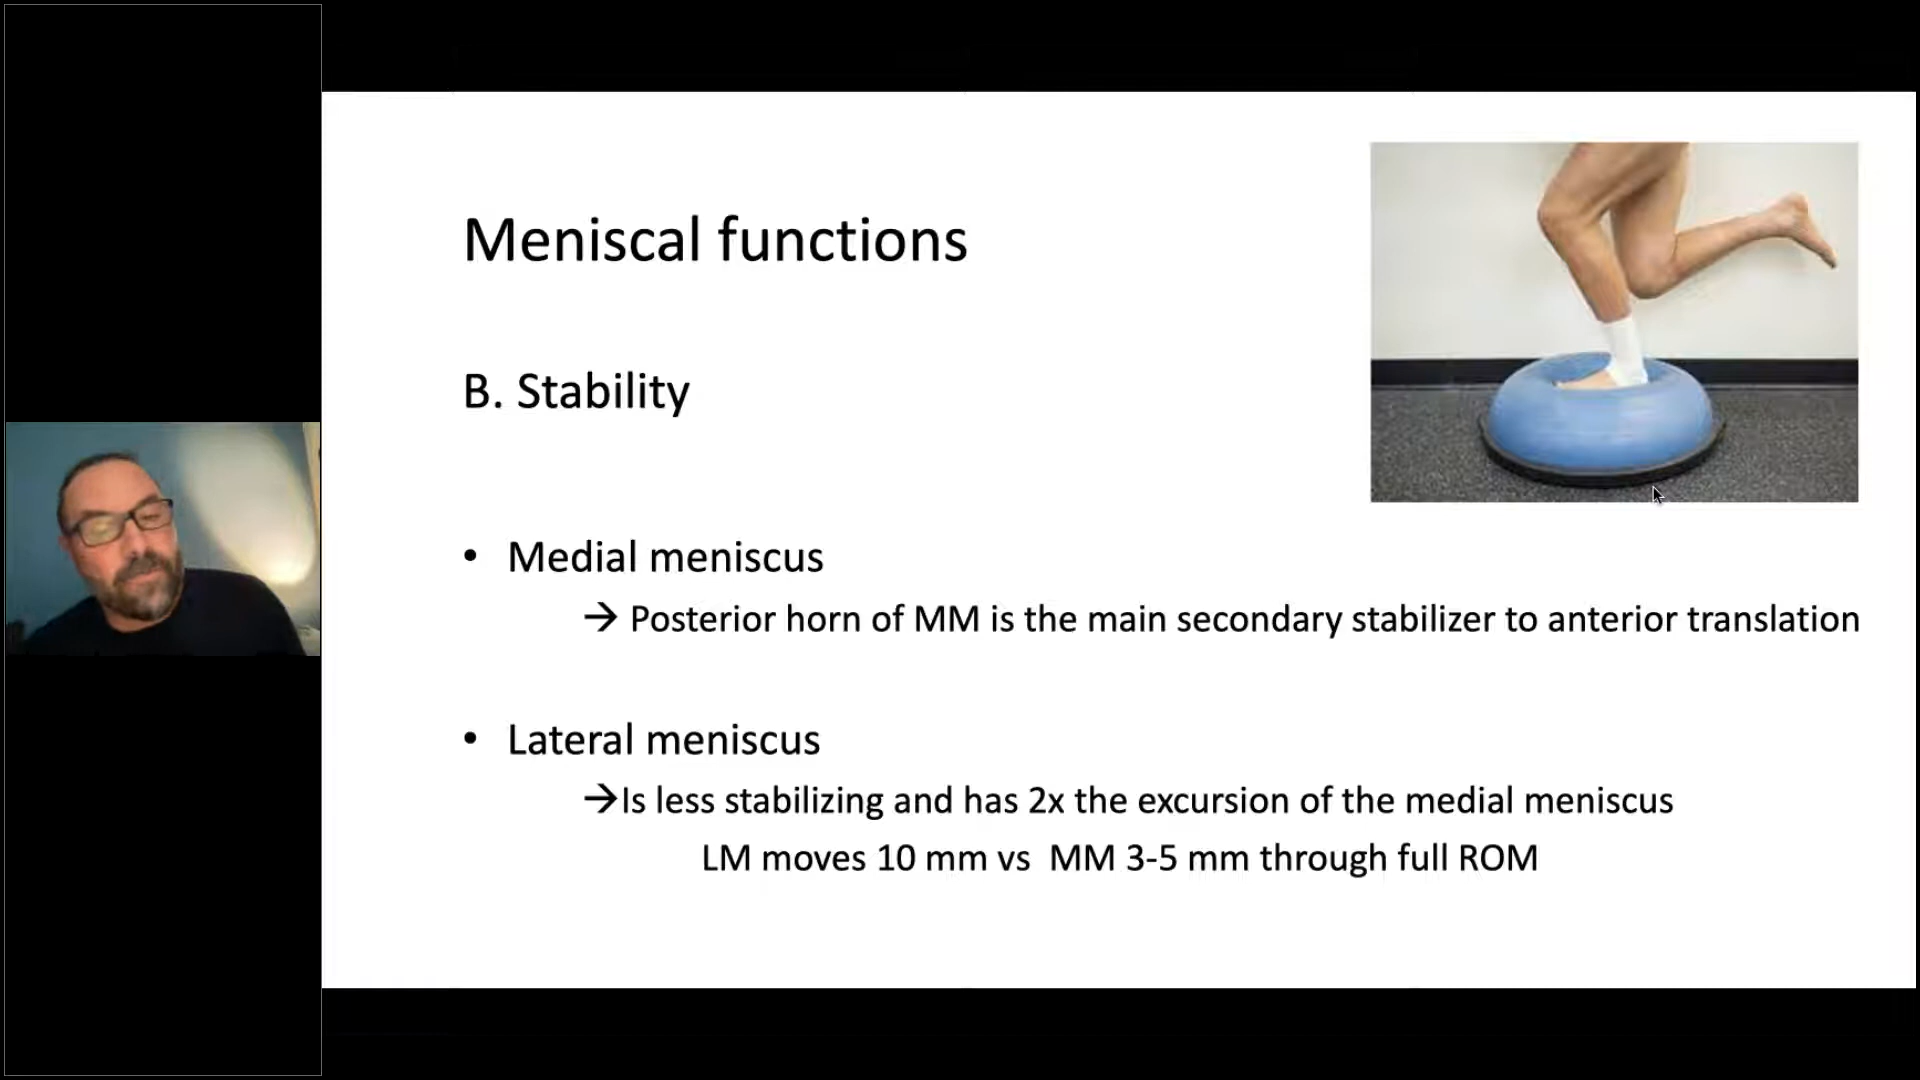 Meniscal functions
B. Stability
• Medial meniscus
→ Posterior horn of MM is the main secondary stabilizer to anterior translation
• Lateral meniscus
→Is less stabilizing and has 2x the excursion of the medial meniscus
LM moves 10 mm vs  MM 3-5 mm through full ROM